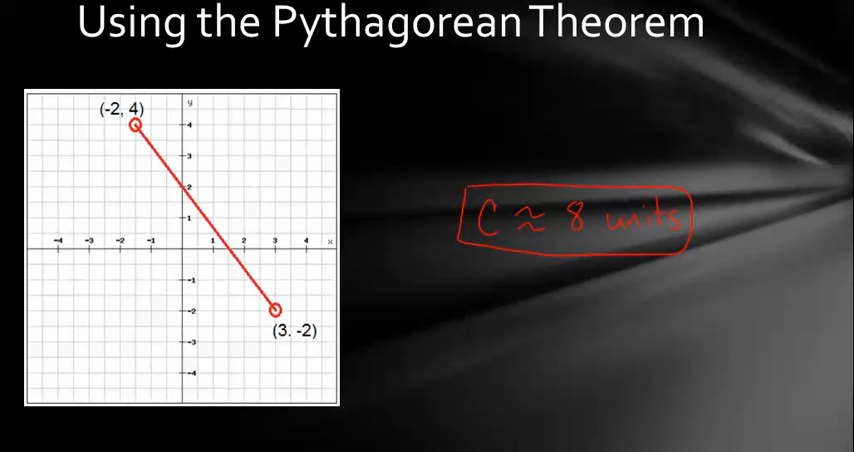 Using the Pythagorean Theorem
(-2, 4)
y
4
3
2
1
-4 -3 -2 -1 1 2 3 4 x
-1
-2
(3. -2)
-3
-4
C ≈ 8 units